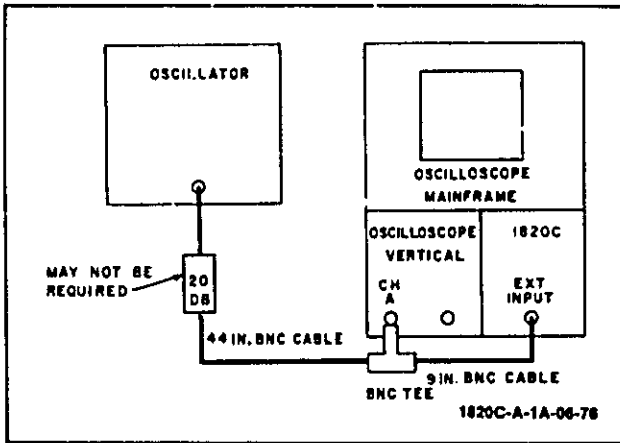 OSCILLATOR
OSCILLOSCOPE
MAINFRAME
OSCILLOSCOPE
VERTICAL
1820C
MAY NOT BE
REQUIRED
20
DB
CH
A
EXT
INPUT
44 IN. BNC CABLE
BNC TEE
9 IN. BNC CABLE
1820C-A-1A-06-76